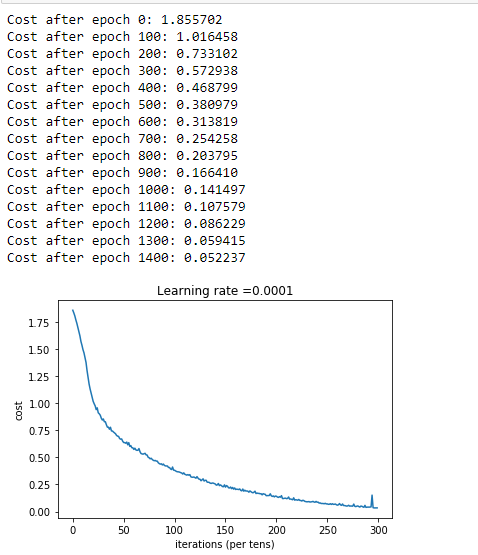 Cost after epoch 0: 1.855702
Cost after epoch 100: 1.016458
Cost after epoch 200: 0.733102
Cost after epoch 300: 0.572938
Cost after epoch 400: 0.468799
Cost after epoch 500: 0.380979
Cost after epoch 600: 0.313819
Cost after epoch 700: 0.254258
Cost after epoch 800: 0.203795
Cost after epoch 900: 0.166410
Cost after epoch 1000: 0.141497
Cost after epoch 1100: 0.107579
Cost after epoch 1200: 0.086229
Cost after epoch 1300: 0.059415
Cost after epoch 1400: 0.052237
Learning rate =0.0001
1.75
1.50
1.25
1.00
0.75
0.50
0.25
0.00
cost
0 50 100 150 200 250 300
iterations (per tens)